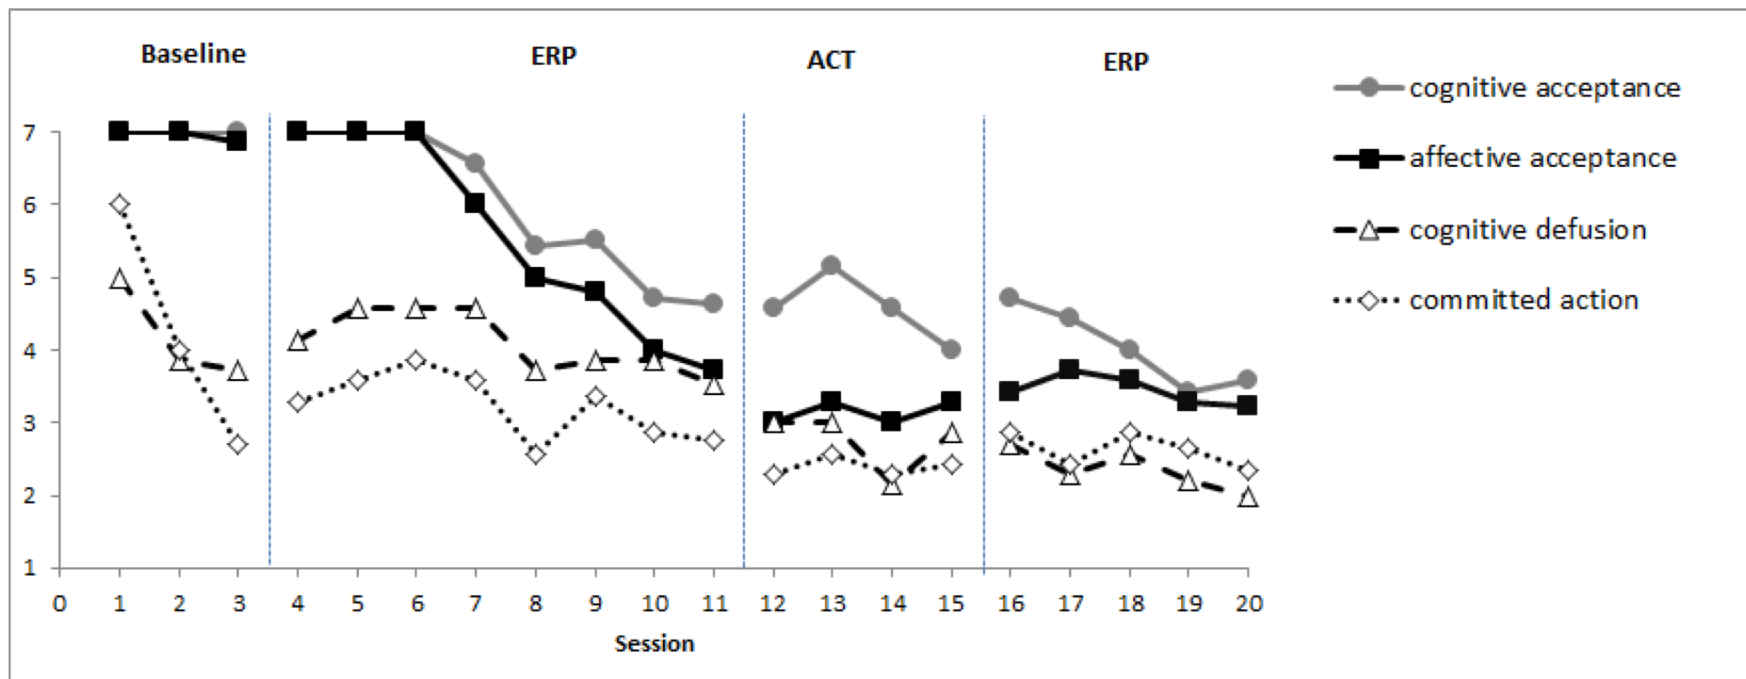 Baseline ERP ACT ERP
cognitive acceptance
affective acceptance
cognitive defusion
committed action
7
6
5
4
3
2
1
0 1 2 3 4 5 6 7 8 9 10 11 12 13 14 15 16 17 18 19 20
Session